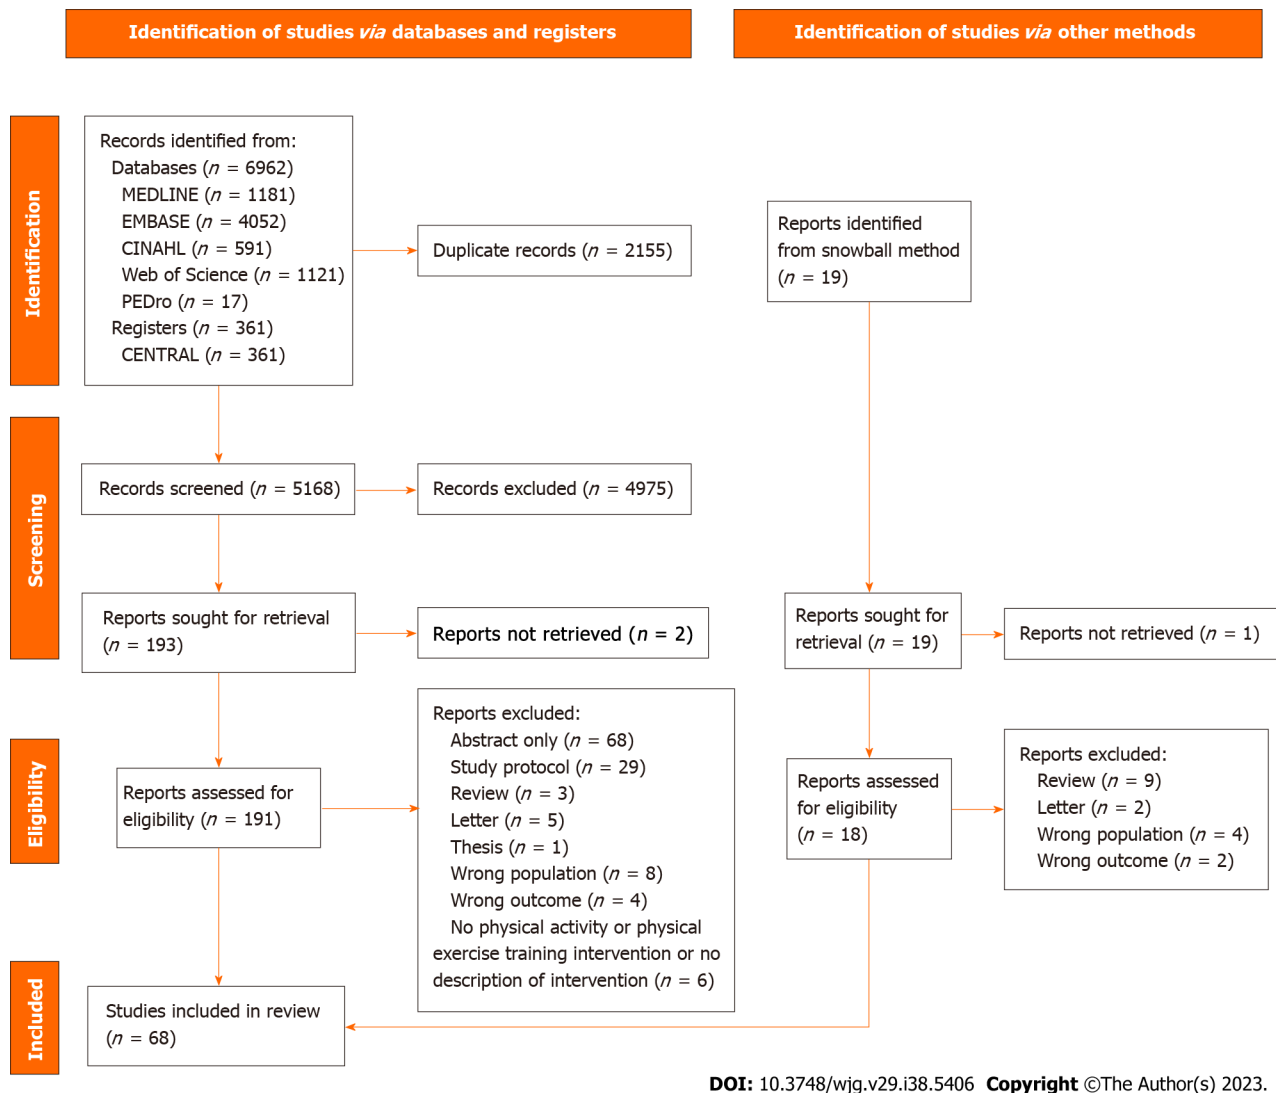 Identification of studies via databases and registers
Identification of studies via other methods
Identification
Records identified from:
Databases (n = 6962)
MEDLINE (n = 1181)
EMBASE (n = 4052)
CINAHL (n = 591)
Web of Science (n = 1121)
PEDro (n = 17)
Registers (n = 361)
CENTRAL (n = 361)
Duplicate records (n = 2155)
Reports identified
from snowball method
(n = 19)
Screening
Records screened (n = 5168)
Records excluded (n = 4975)
Reports sought for retrieval
(n = 193)
Reports not retrieved (n = 2)
Reports sought for
retrieval (n = 19)
Reports not retrieved (n = 1)
Eligibility
Reports assessed for
eligibility (n = 191)
Reports excluded:
Abstract only (n = 68)
Study protocol (n = 29)
Review (n = 3)
Letter (n = 5)
Thesis (n = 1)
Wrong population (n = 8)
Wrong outcome (n = 4)
No physical activity or physical
exercise training intervention or no
description of intervention (n = 6)
Reports assessed
for eligibility
(n = 18)
Reports excluded:
Review (n = 9)
Letter (n = 2)
Wrong population (n = 4)
Wrong outcome (n = 2)
Included
Studies included in review
(n = 68)
DOI: 10.3748/wjg.v29.i38.5406 Copyright ©The Author(s) 2023.